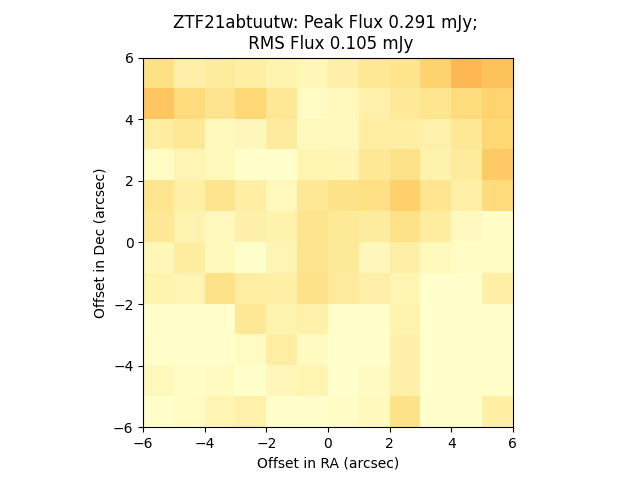 ZTF21abtuutw: Peak Flux 0.291 mJy;
RMS Flux 0.105 mJy
6
4
2
0
−2
−4
−6
Offset in Dec (arcsec)
−6 −4 −2 0 2 4 6
Offset in RA (arcsec)